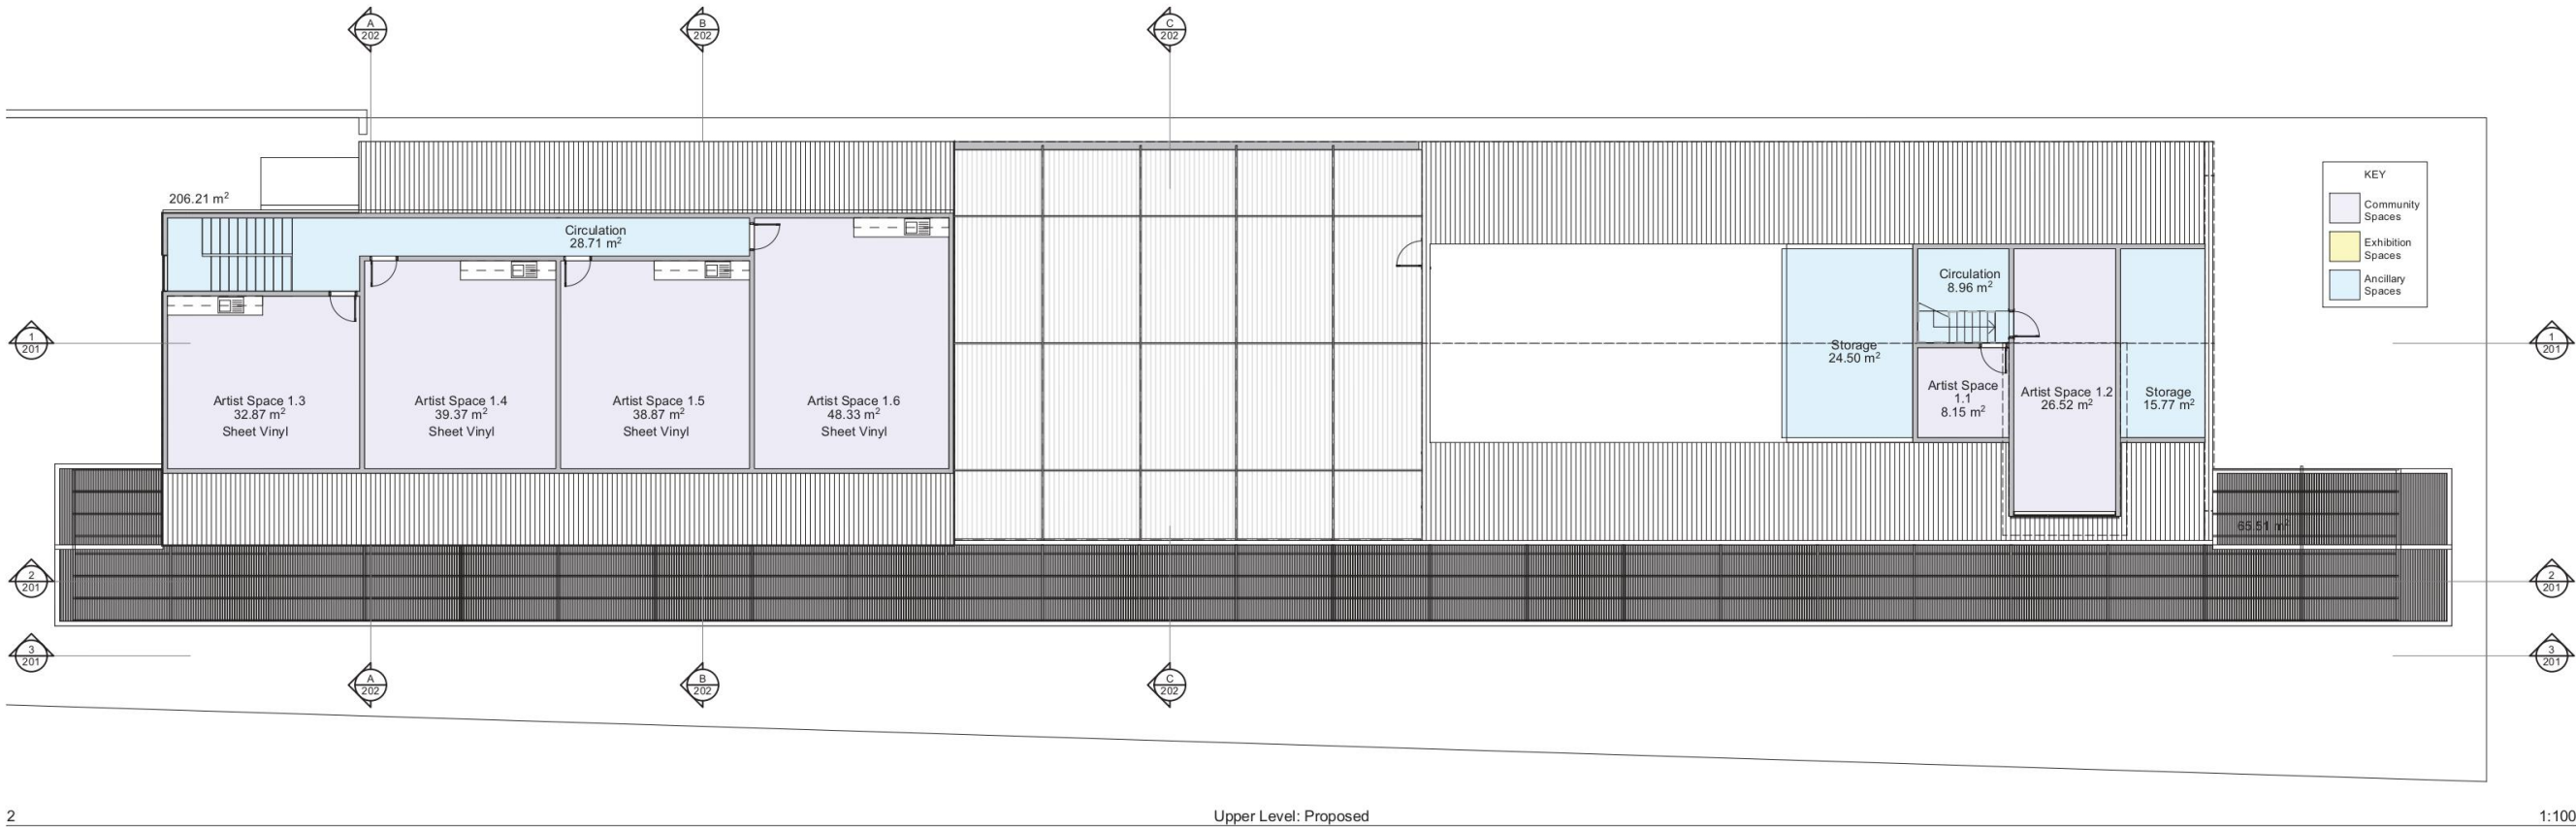 A
202
B
202
C
202
206.21 m²
KEY
Community
Spaces
Exhibition
Spaces
Ancillary
Spaces
Circulation
28.71 m²
Circulation
8.96 m²
1
201
1
201
Storage
24.50 m²
Artist Space 1.3
32.87 m²
Sheet Vinyl
Artist Space 1.4
39.37 m²
Sheet Vinyl
Artist Space 1.5
38.87 m²
Sheet Vinyl
Artist Space 1.6
48.33 m²
Sheet Vinyl
Artist Space
1.1
8.15 m²
Artist Space 1.2
26.52 m²
Storage
15.77 m²
65.51 m²
2
201
2
201
3
201
3
201
A
202
B
202
C
202
2
Upper Level: Proposed
1:100